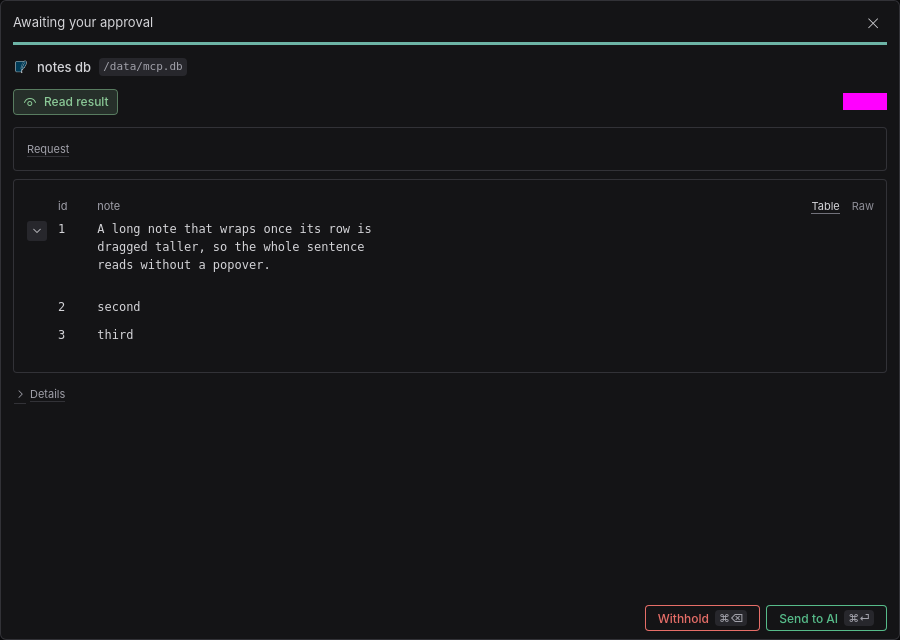 Awaiting your approval
notes db /data/mcp.db
Read result
Request
id note Table Raw
1 A long note that wraps once its row is
dragged taller, so the whole sentence
reads without a popover.
2 second
3 third
Details
Withhold ⌘⌫ Send to AI ⌘⏎